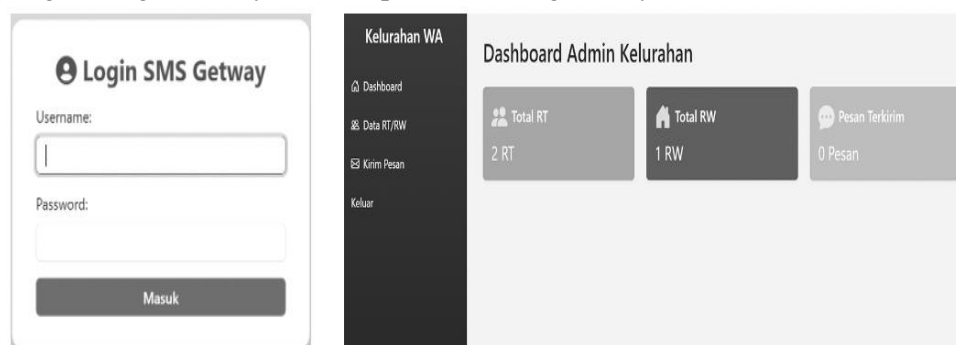 Login SMS Getway
Username:
Password:
Masuk
Kelurahan WA
Dashboard
Data RT/RW
Kirim Pesan
Keluar
Dashboard Admin Kelurahan
Total RT
2 RT
Total RW
1 RW
Pesan Terkirim
0 Pesan